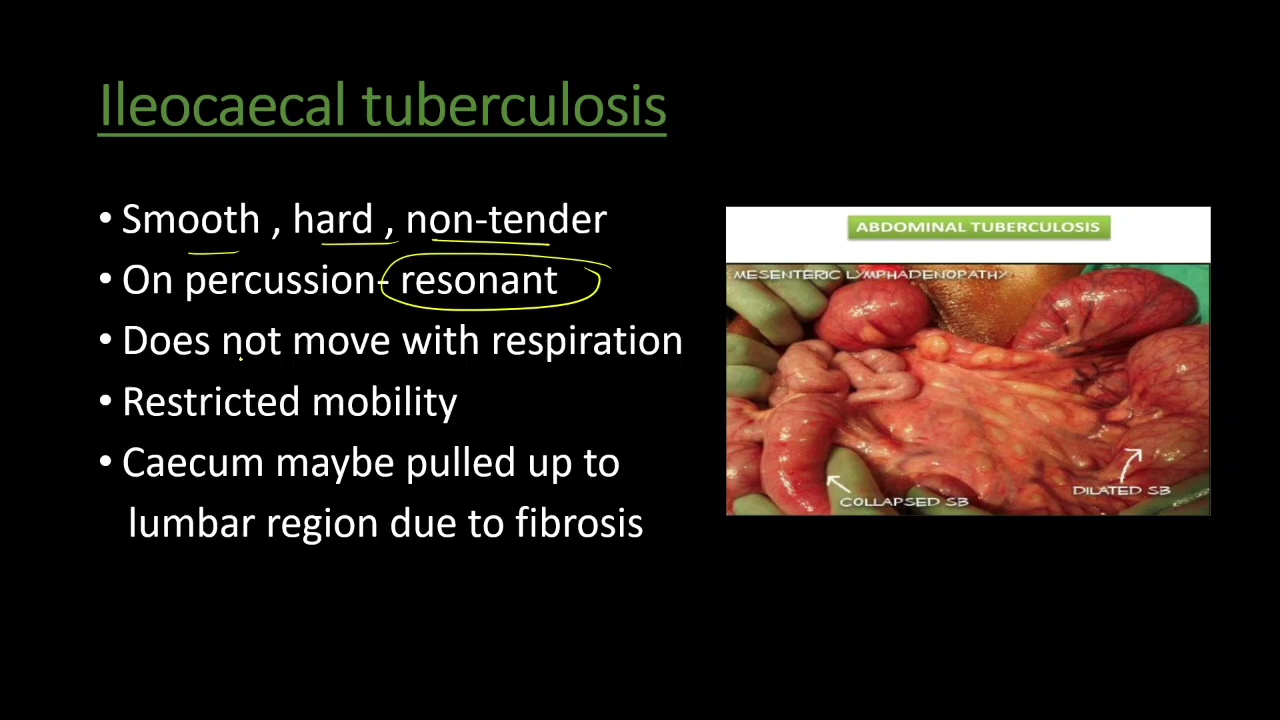 Ileocaecal tuberculosis
• Smooth , hard , non-tender
• On percussion- resonant
• Does not move with respiration
• Restricted mobility
• Caecum maybe pulled up to
lumbar region due to fibrosis
ABDOMINAL TUBERCULOSIS
MESENTERIC LYMPHADENOPATHY
COLLAPSED SB
DILATED SB